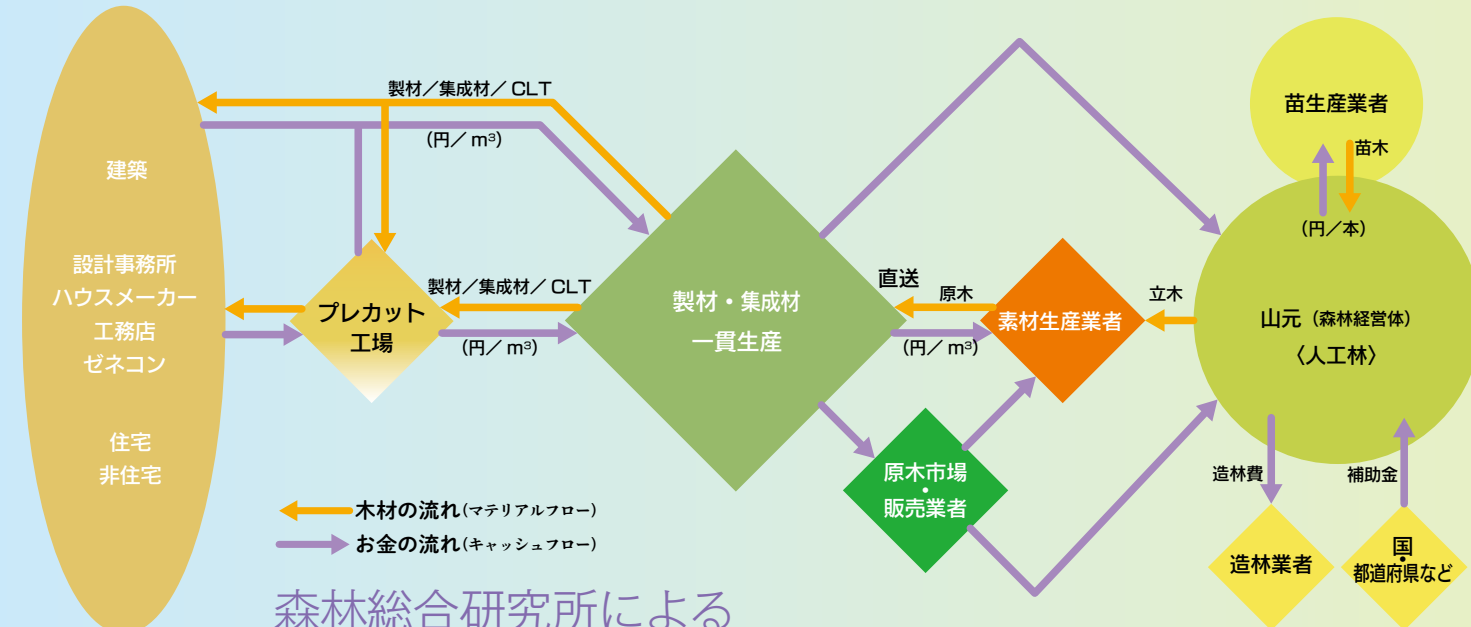 建築
設計事務所
ハウスメーカー
工務店
ゼネコン
住宅
非住宅
製材／集成材／CLT
（円／m³）
プレカット
工場
製材／集成材／CLT
（円／m³）
製材・集成材
一貫生産
直送
原木
（円／m³）
素材生産業者
立木
原木市場
・
販売業者
苗生産業者
苗木
（円／本）
山元（森林経営体）
〈人工林〉
造林費
補助金
造林業者
国・
都道府県など
木材の流れ（マテリアルフロー）
お金の流れ（キャッシュフロー）
森林総合研究所による